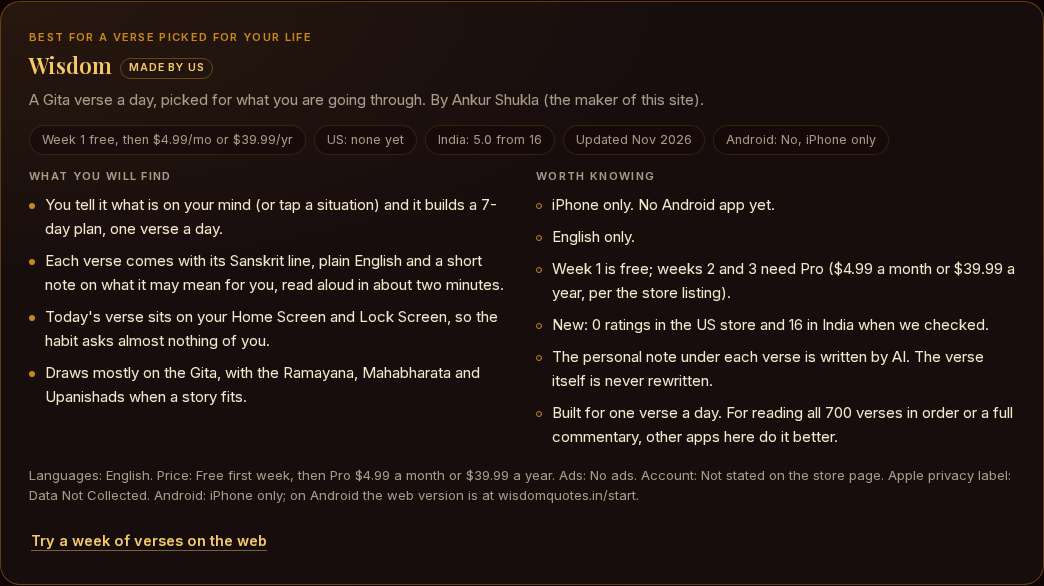 BEST FOR A VERSE PICKED FOR YOUR LIFE
Wisdom MADE BY US
A Gita verse a day, picked for what you are going through. By Ankur Shukla (the maker of this site).
Week 1 free, then $4.99/mo or $39.99/yr US: none yet India: 5.0 from 16 Updated Nov 2026 Android: No, iPhone only
WHAT YOU WILL FIND
You tell it what is on your mind (or tap a situation) and it builds a 7-
day plan, one verse a day.
Each verse comes with its Sanskrit line, plain English and a short
note on what it may mean for you, read aloud in about two minutes.
Today's verse sits on your Home Screen and Lock Screen, so the
habit asks almost nothing of you.
Draws mostly on the Gita, with the Ramayana, Mahabharata and
Upanishads when a story fits.
WORTH KNOWING
iPhone only. No Android app yet.
English only.
Week 1 is free; weeks 2 and 3 need Pro ($4.99 a month or $39.99 a
year, per the store listing).
New: 0 ratings in the US store and 16 in India when we checked.
The personal note under each verse is written by AI. The verse
itself is never rewritten.
Built for one verse a day. For reading all 700 verses in order or a full
commentary, other apps here do it better.
Languages: English. Price: Free first week, then Pro $4.99 a month or $39.99 a year. Ads: No ads. Account: Not stated on the store page. Apple privacy label:
Data Not Collected. Android: iPhone only; on Android the web version is at wisdomquotes.in/start.
Try a week of verses on the web